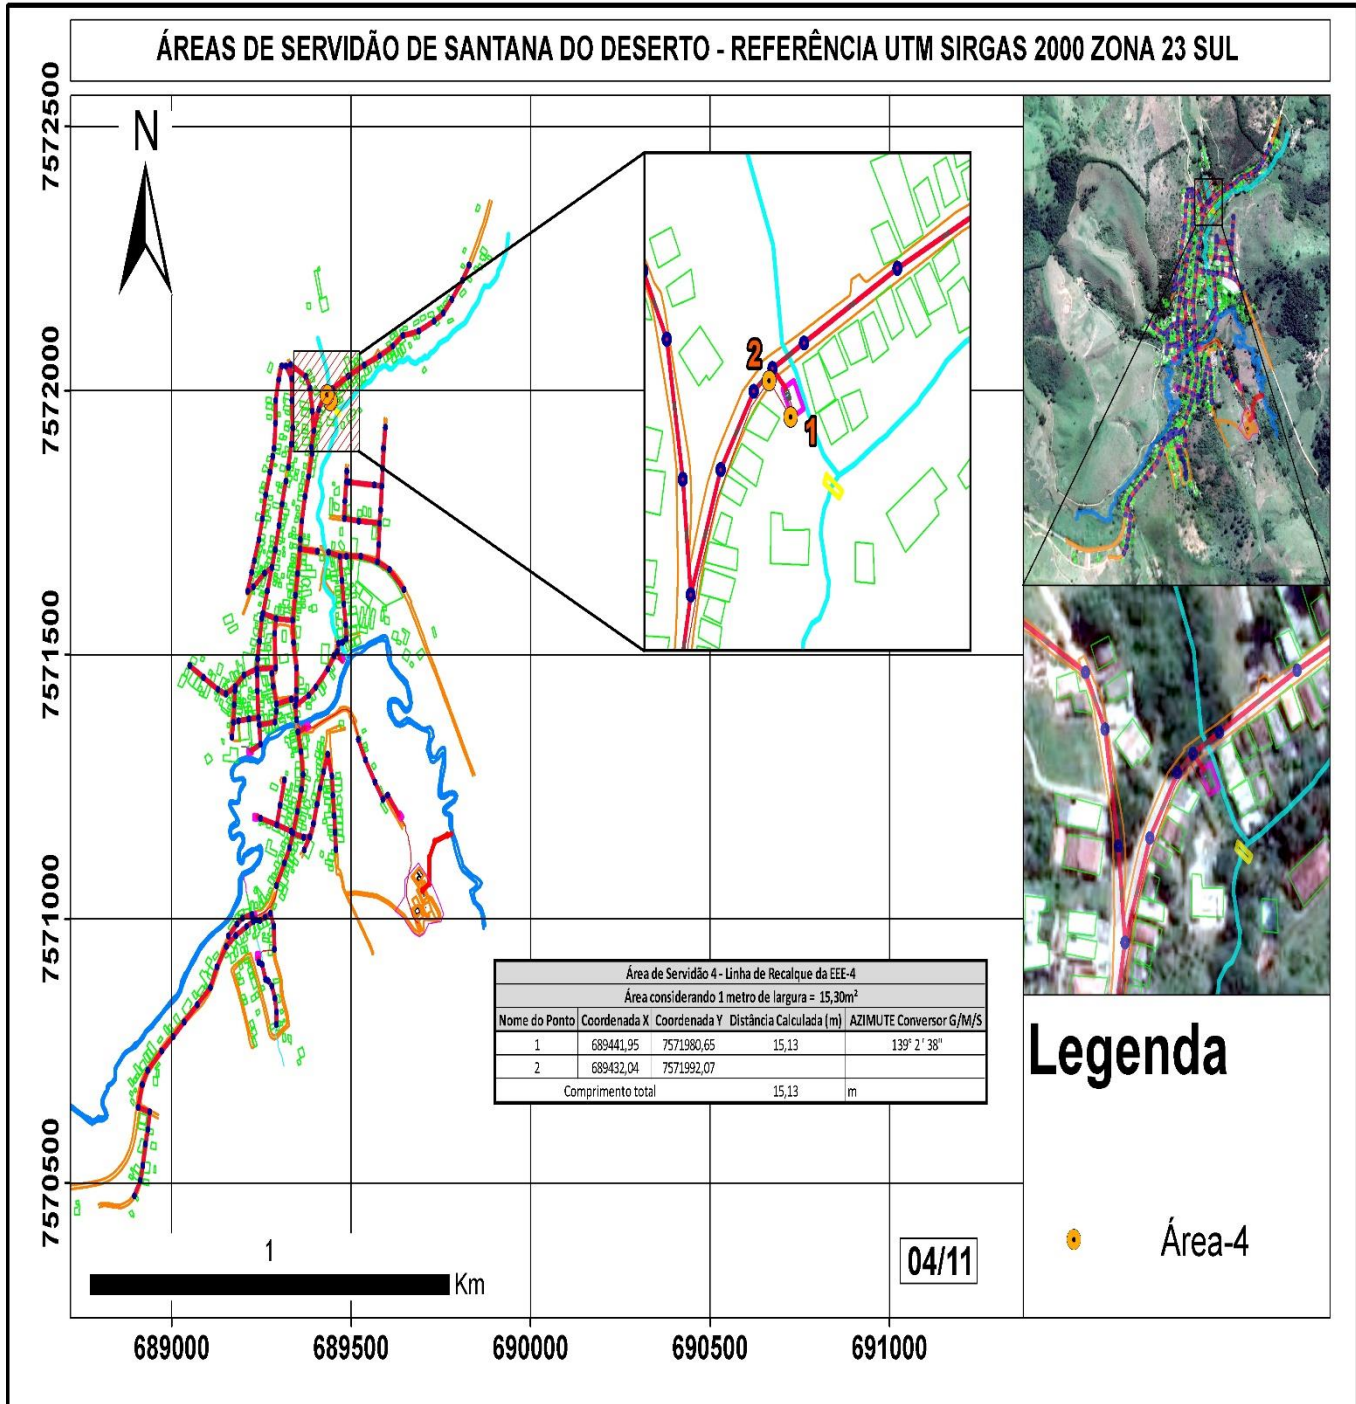 ÁREAS DE SERVIDÃO DE SANTANA DO DESERTO - REFERÊNCIA UTM SIRGAS 2000 ZONA 23 SUL
7572500
7572000
7571500
7571000
7570500
N
2
1
Área de Servidão 4 - Linha de Recalque da EEE-4
Área considerando 1 metro de largura = 15,30m²
Nome do Ponto Coordenada X Coordenada Y Distância Calculada (m) AZIMUTE Conversor G/M/S
1 689441,95 7571980,65 15,13 139° 2 ' 38"
2 689432,04 7571992,07
Comprimento total 15,13 m
Legenda
Área-4
1
Km
04/11
689000 689500 690000 690500 691000